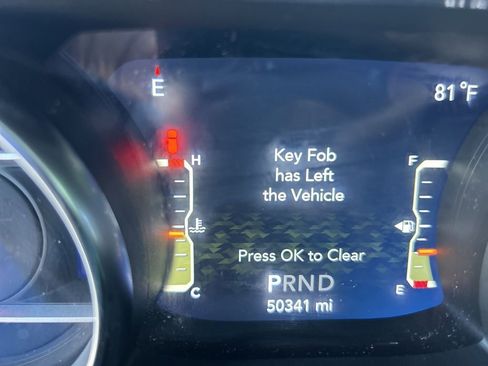 E
81°F
H
F
Key Fob
has Left
the Vehicle
Press OK to Clear
C
PRND
E
50341 mi